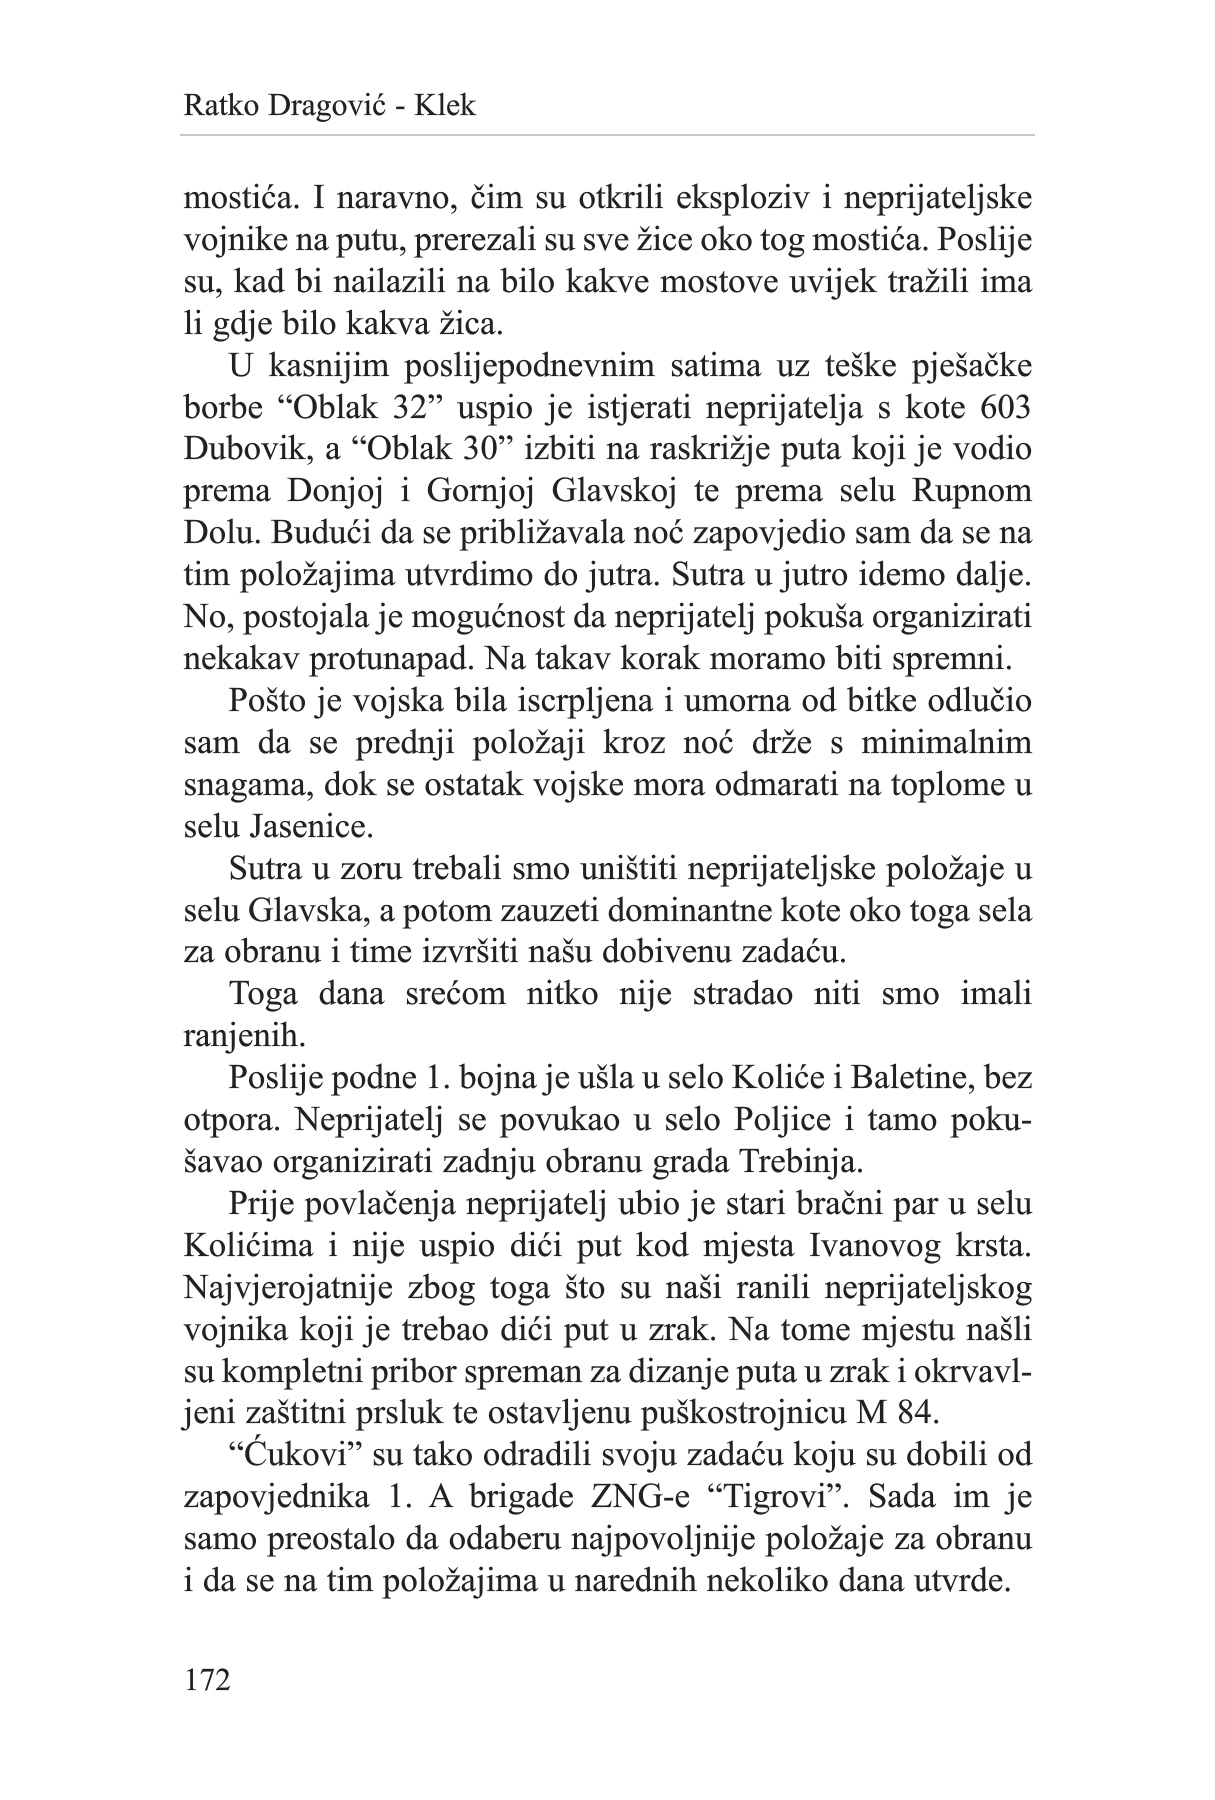 Ratko Dragović - Klek
mostića. I naravno, čim su otkrili eksploziv i neprijateljske
vojnike na putu, prerezali su sve žice oko tog mostića. Poslije
su, kad bi nailazili na bilo kakve mostove uvijek tražili ima
li gdje bilo kakva žica.
U kasnijim poslijepodnevnim satima uz teške pješačke
borbe “Oblak 32” uspio je istjerati neprijatelja s kote 603
Dubovik, a “Oblak 30” izbiti na raskrižje puta koji je vodio
prema Donjoj i Gornjoj Glavskoj te prema selu Rupnom
Dolu. Budući da se približavala noć zapovjedio sam da se na
tim položajima utvrdimo do jutra. Sutra u jutro idemo dalje.
No, postojala je mogućnost da neprijatelj pokuša organizirati
nekakav protunapad. Na takav korak moramo biti spremni.
Pošto je vojska bila iscrpljena i umorna od bitke odlučio
sam da se prednji položaji kroz noć drže s minimalnim
snagama, dok se ostatak vojske mora odmarati na toplome u
selu Jasenice.
Sutra u zoru trebali smo uništiti neprijateljske položaje u
selu Glavska, a potom zauzeti dominantne kote oko toga sela
za obranu i time izvršiti našu dobivenu zadaću.
Toga dana srećom nitko nije stradao niti smo imali
ranjenih.
Poslije podne 1. bojna je ušla u selo Koliće i Baletine, bez
otpora. Neprijatelj se povukao u selo Poljice i tamo poku-
šavao organizirati zadnju obranu grada Trebinja.
Prije povlačenja neprijatelj ubio je stari bračni par u selu
Kolićima i nije uspio dići put kod mjesta Ivanovog krsta.
Najvjerojatnije zbog toga što su naši ranili neprijateljskog
vojnika koji je trebao dići put u zrak. Na tome mjestu našli
su kompletni pribor spreman za dizanje puta u zrak i okrvavl-
jeni zaštitni prsluk te ostavljenu puškostrojnicu M 84.
“Ćukovi” su tako odradili svoju zadaću koju su dobili od
zapovjednika 1. A brigade ZNG-e “Tigrovi”. Sada im je
samo preostalo da odaberu najpovoljnije položaje za obranu
i da se na tim položajima u narednih nekoliko dana utvrde.
172